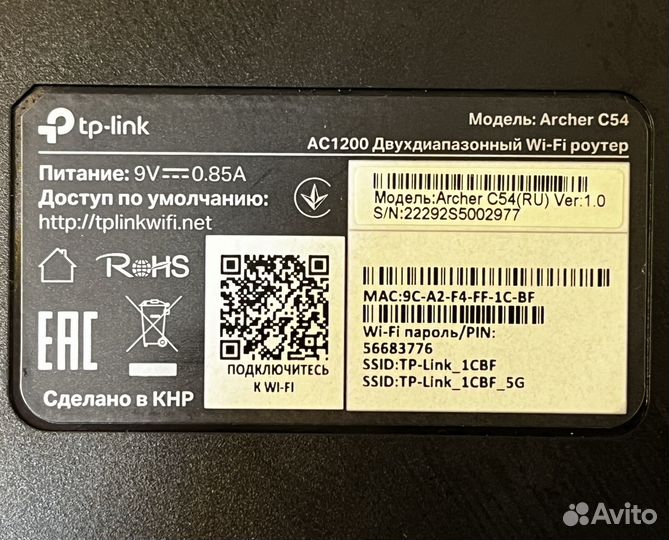 tp-link
Модель: Archer C54
AC1200 Двухдиапазонный Wi-Fi роутер
Питание: 9V⎓0.85A
Доступ по умолчанию:
http://tplinkwifi.net
Модель:Archer C54(RU) Ver:1.0
S/N:22292S5002977
RoHS
MAC:9C-A2-F4-FF-1C-BF
Wi-Fi пароль/PIN:
56683776
SSID:TP-Link_1CBF
SSID:TP-Link_1CBF_5G
EAC
ПОДКЛЮЧИТЕСЬ
К WI-FI
Сделано в КНР
Avito